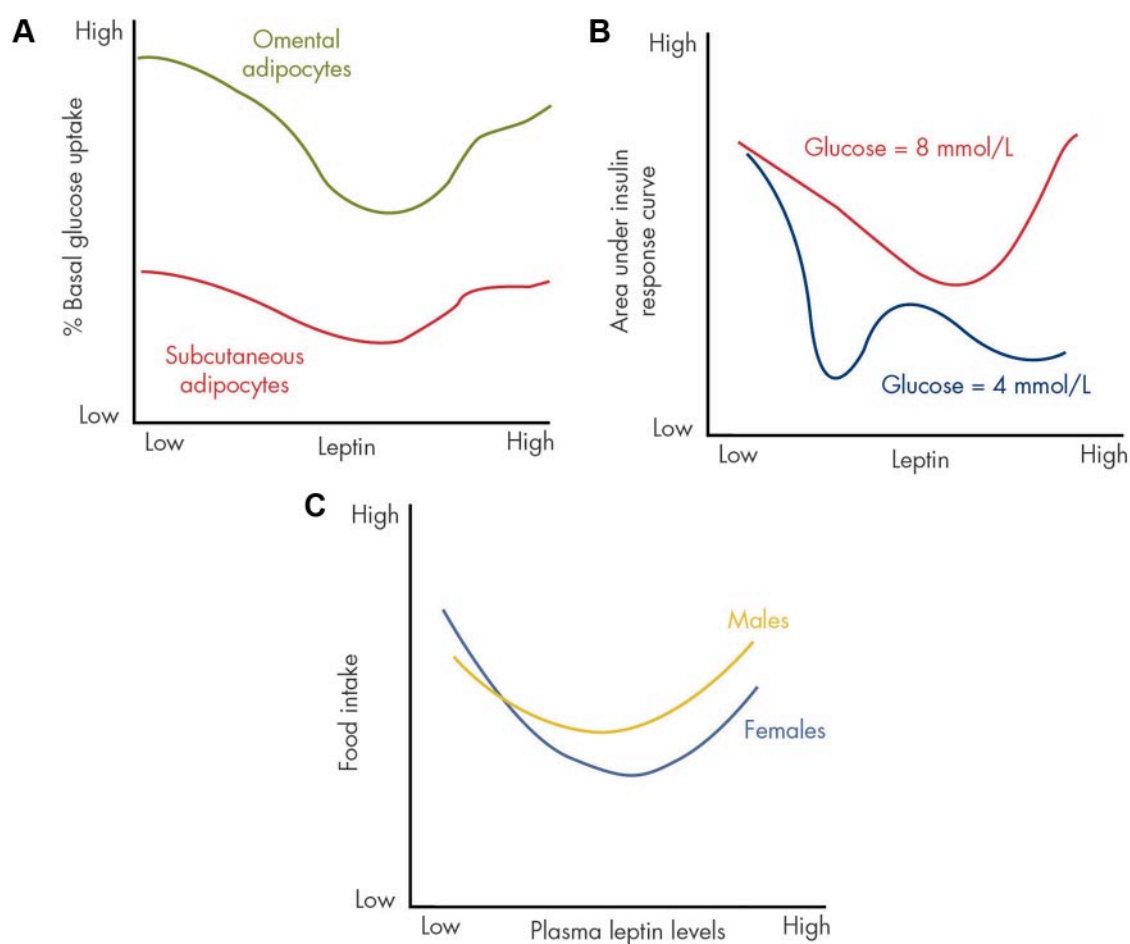 A
High
Omental
adipocytes
% Basal glucose uptake
Subcutaneous
adipocytes
Low
Low
Leptin
High
B
High
Glucose = 8 mmol/L
Area under insulin
response curve
Glucose = 4 mmol/L
Low
Low
Leptin
High
C
High
Males
Food intake
Females
Low
Low
Plasma leptin levels
High